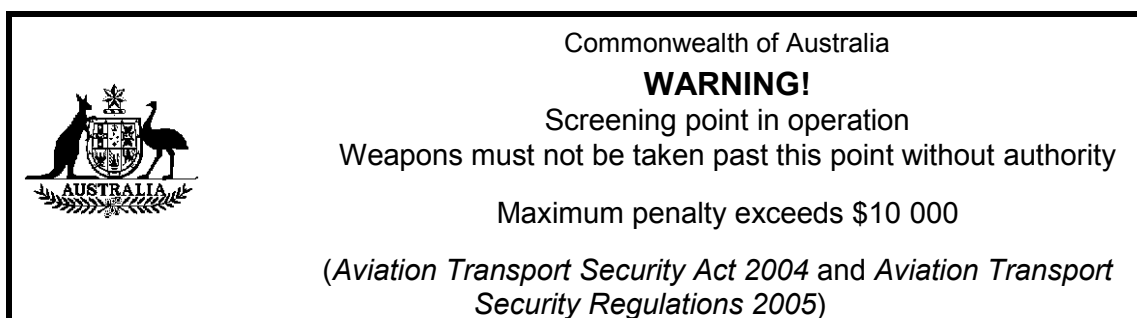 Commonwealth of Australia
WARNING!
Screening point in operation
Weapons must not be taken past this point without authority
AUSTRALIA
Maximum penalty exceeds $10 000
(Aviation Transport Security Act 2004 and Aviation Transport
Security Regulations 2005)